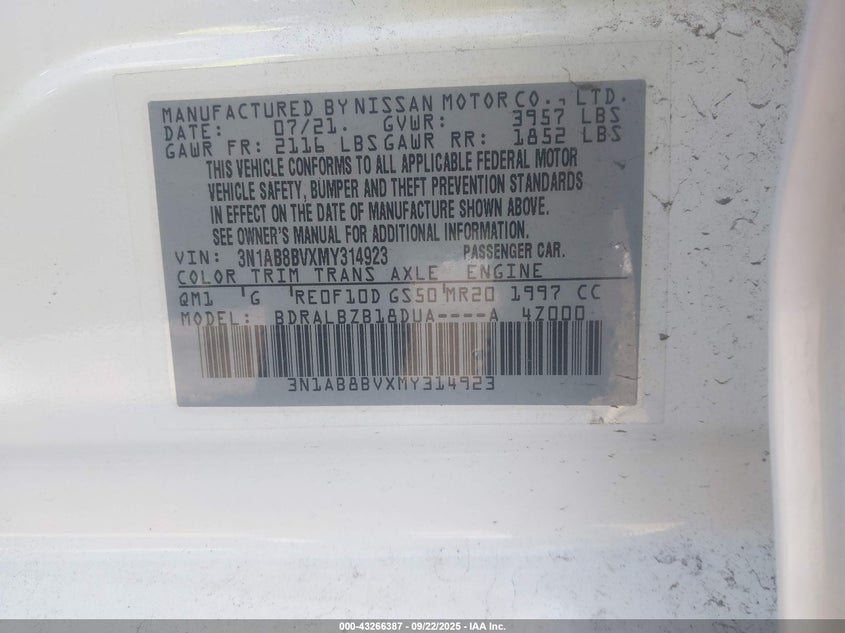 MANUFACTURED BY NISSAN MOTOR CO., LTD.
DATE: 07/21. GVWR: 3957 LBS
GAWR FR: 2116 LBS GAWR RR: 1852 LBS
THIS VEHICLE CONFORMS TO ALL APPLICABLE FEDERAL MOTOR
VEHICLE SAFETY, BUMPER AND THEFT PREVENTION STANDARDS
IN EFFECT ON THE DATE OF MANUFACTURE SHOWN ABOVE.
SEE OWNER'S MANUAL FOR ADDITIONAL INFORMATION.
VIN: 3N1AB8BVXMY314923 PASSENGER CAR.
COLOR TRIM TRANS AXLE ENGINE
QM1 G RE0F10D GS50 MR20 1997 CC
MODEL: BDRALBZB18DUA----A 4Z000
3N1AB8BVXMY314923
000-43266387 - 09/22/2025 - IAA Inc.